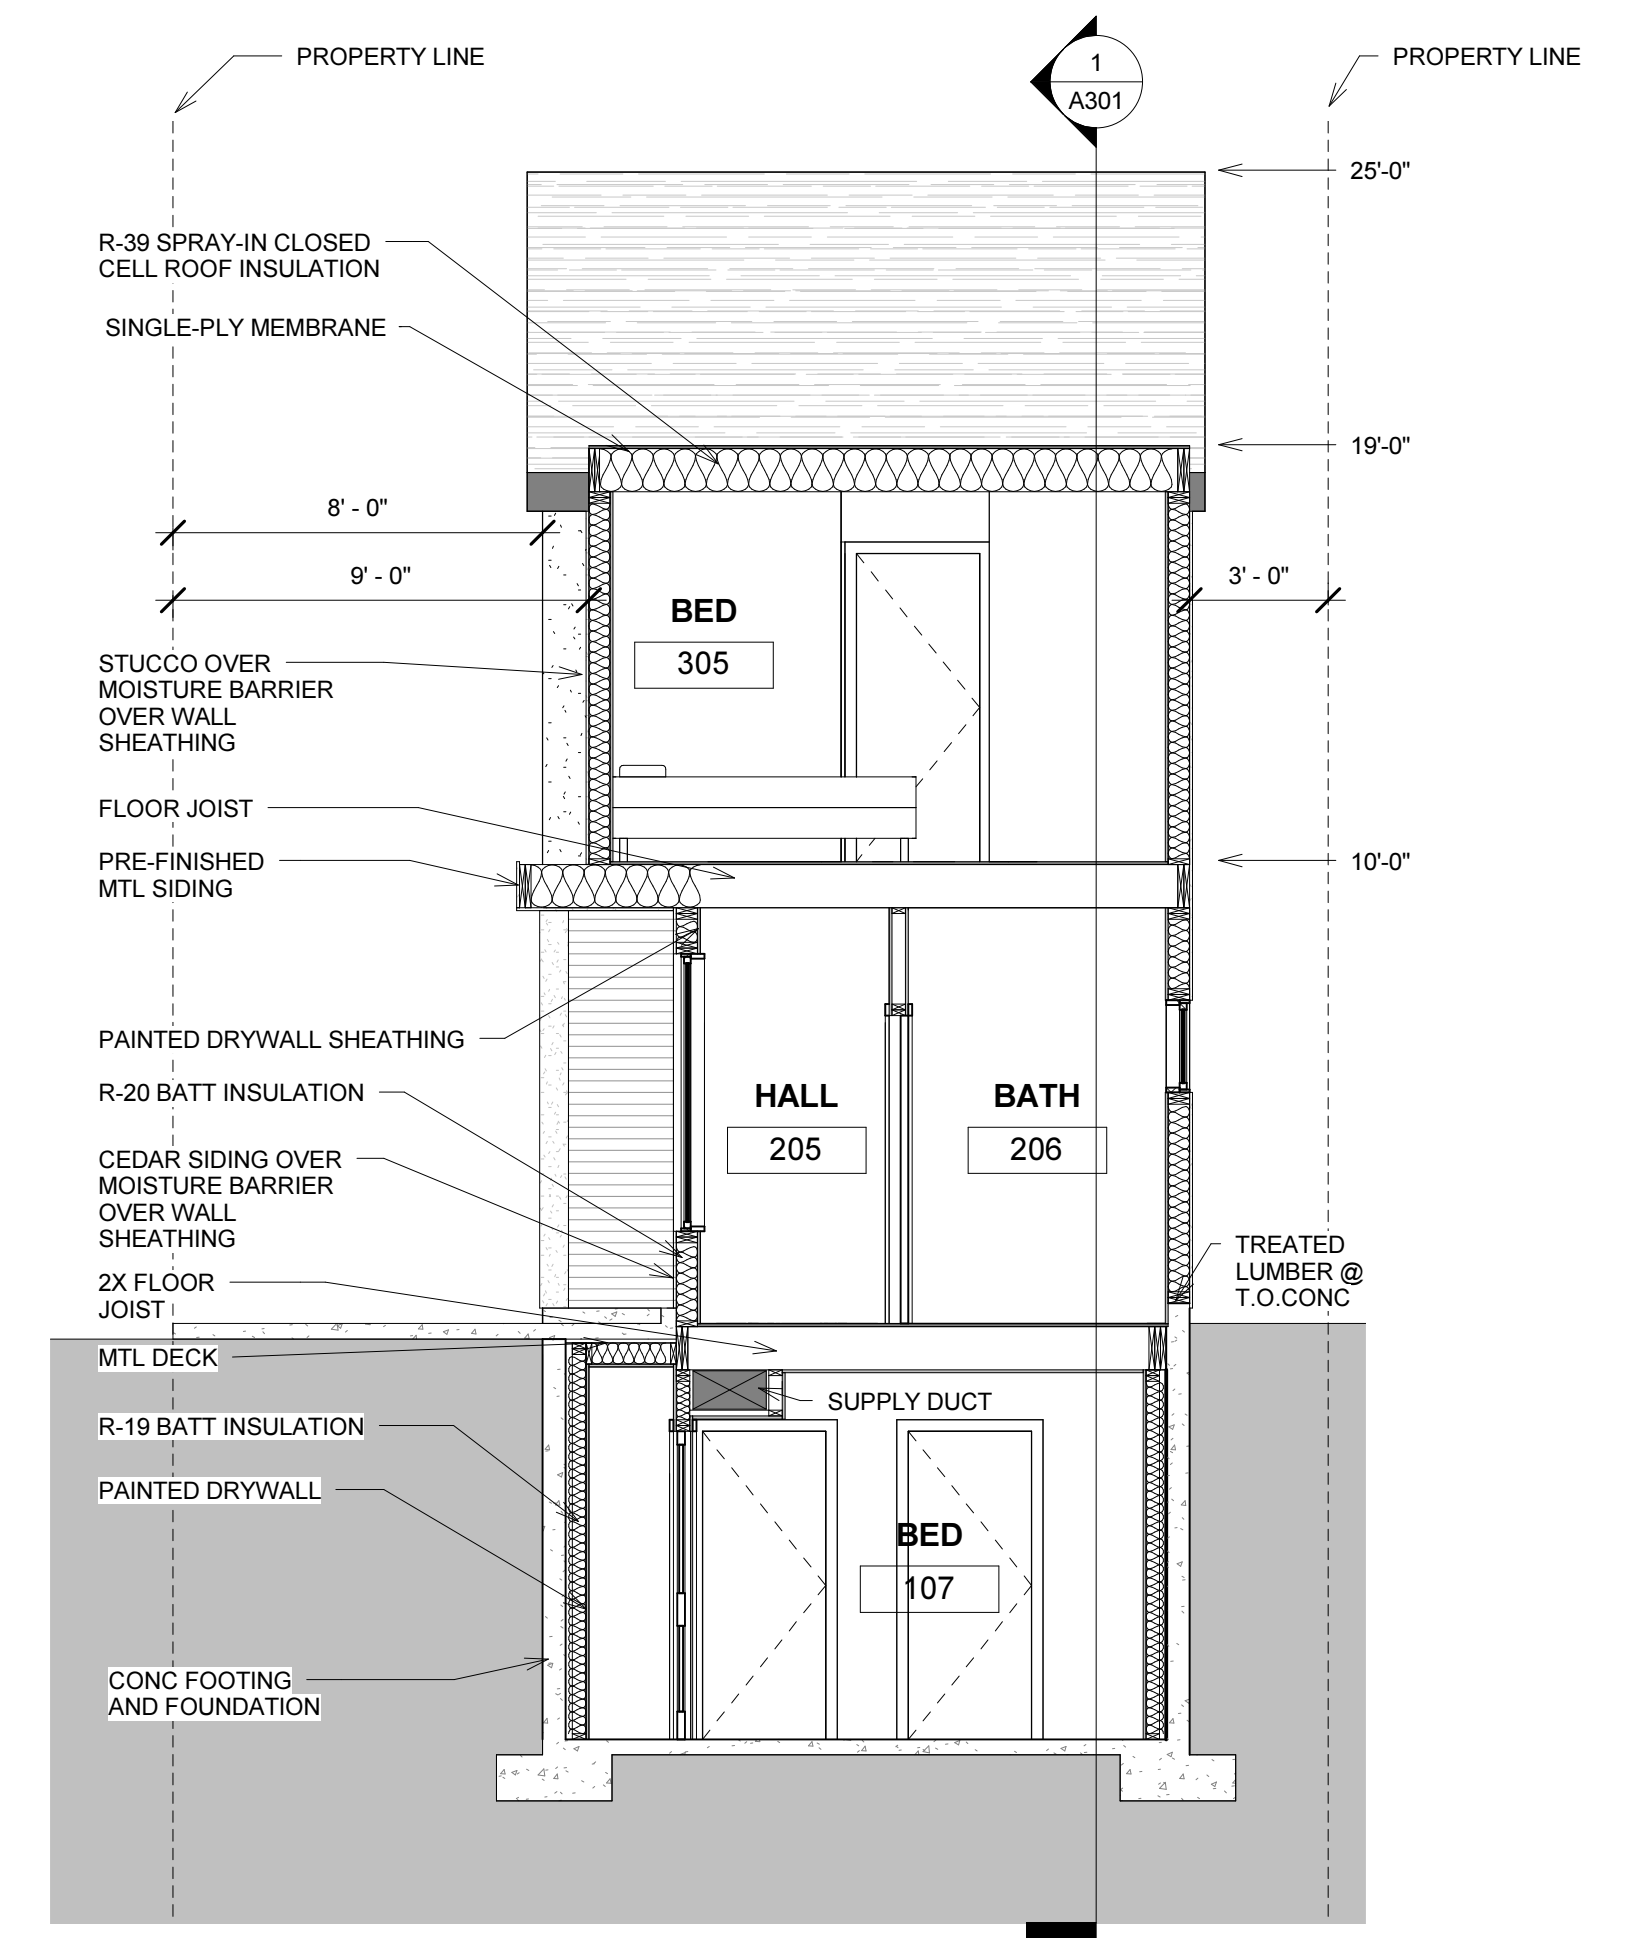 PROPERTY LINE
1
A301
PROPERTY LINE
25'-0"
R-39 SPRAY-IN CLOSED
CELL ROOF INSULATION
SINGLE-PLY MEMBRANE
19'-0"
8' - 0"
9' - 0"
3' - 0"
BED
305
STUCCO OVER
MOISTURE BARRIER
OVER WALL
SHEATHING
FLOOR JOIST
PRE-FINISHED
MTL SIDING
10'-0"
PAINTED DRYWALL SHEATHING
R-20 BATT INSULATION
HALL
205
BATH
206
CEDAR SIDING OVER
MOISTURE BARRIER
OVER WALL
SHEATHING
TREATED
LUMBER @
T.O.CONC
2X FLOOR
JOIST
MTL DECK
SUPPLY DUCT
R-19 BATT INSULATION
PAINTED DRYWALL
BED
107
CONC FOOTING
AND FOUNDATION